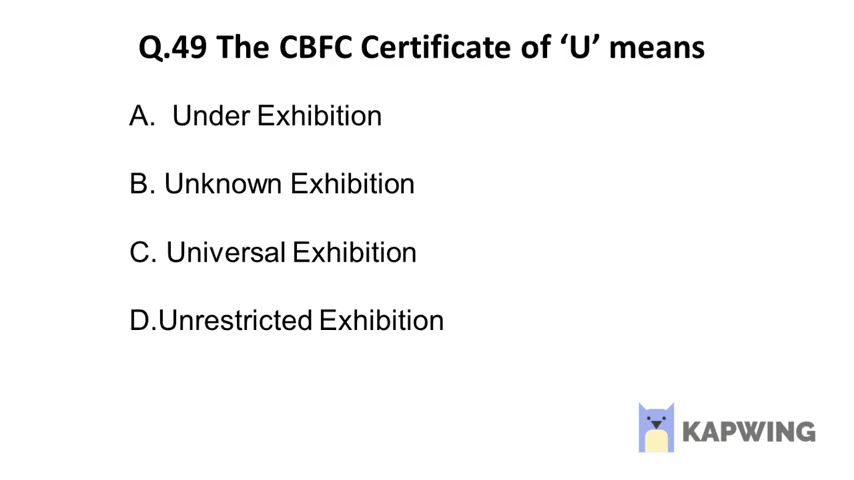 Q.49 The CBFC Certificate of ‘U’ means
A. Under Exhibition
B. Unknown Exhibition
C. Universal Exhibition
D.Unrestricted Exhibition
KAPWING